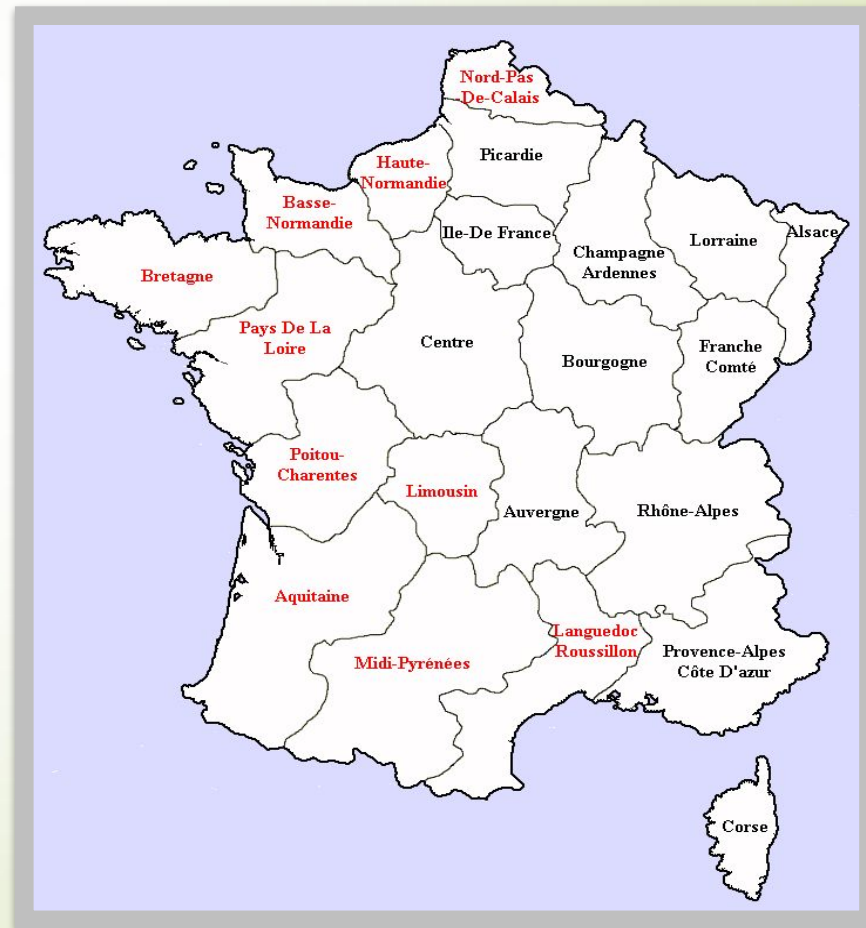 Nord-Pas
-De-Calais
Picardie
Haute-
Normandie
Basse-
Normandie
Ile-De France
Champagne
Ardennes
Lorraine
Alsace
Bretagne
Pays De La
Loire
Centre
Bourgogne
Franche
Comté
Poitou-
Charentes
Limousin
Auvergne
Rhône-Alpes
Aquitaine
Midi-Pyrénées
Languedoc
Roussillon
Provence-Alpes
Côte D'azur
Corse